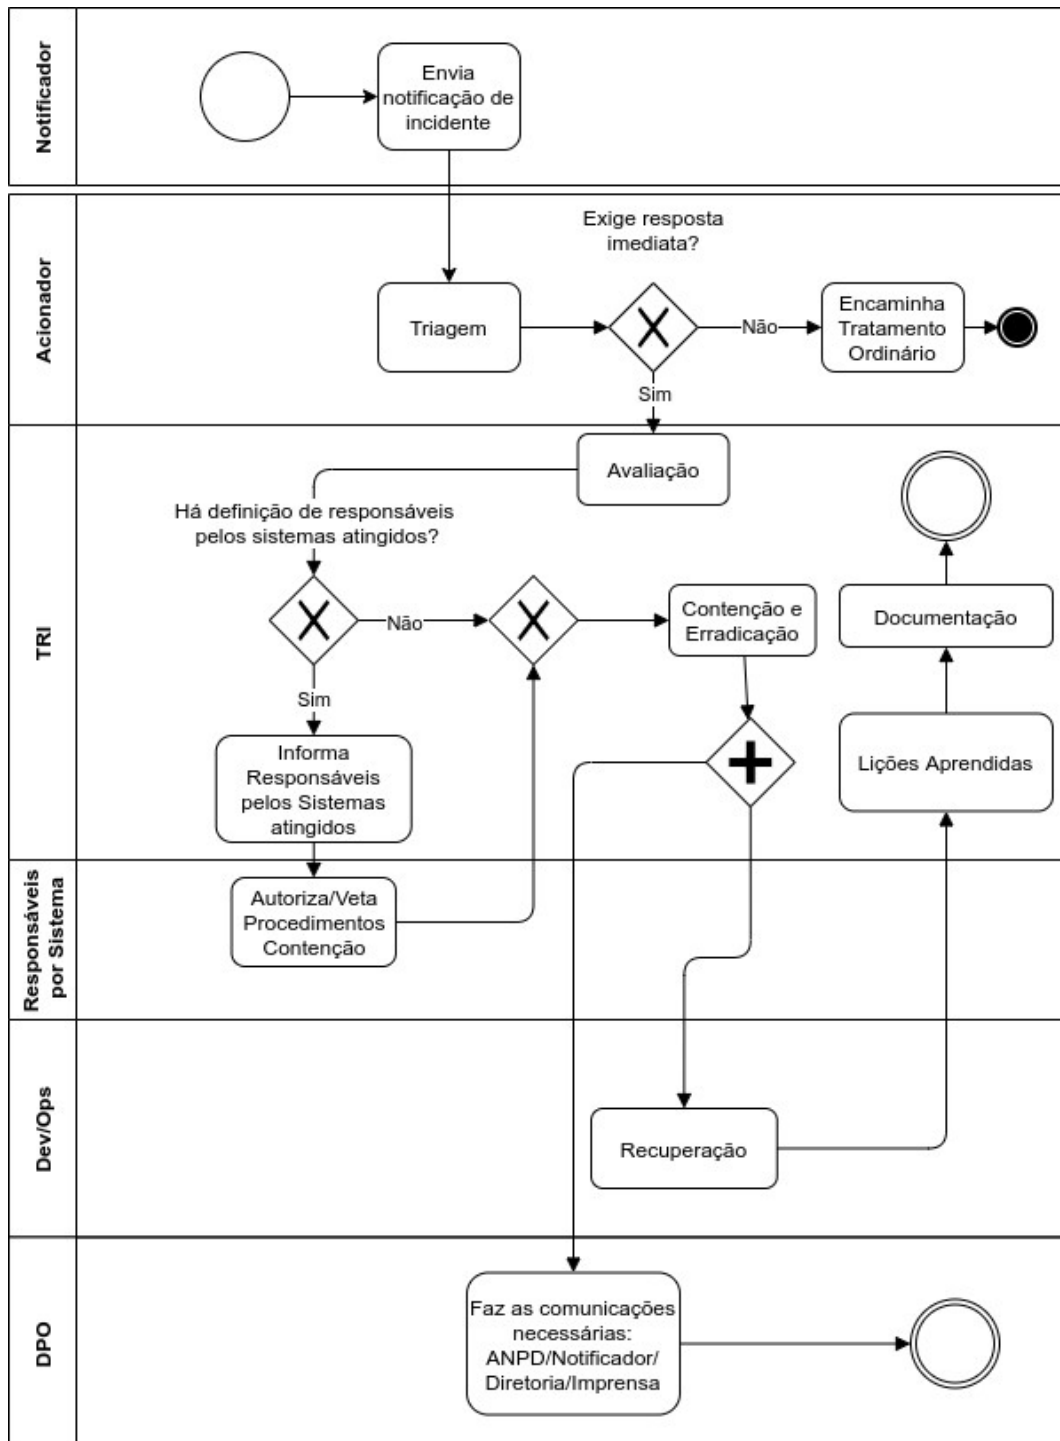 Notificador
Envia
notificação de
incidente
Acionador
Exige resposta
imediata?
Triagem
Não
Encaminha
Tratamento
Ordinário
Sim
TRI
Avaliação
Há definição de responsáveis
pelos sistemas atingidos?
Não
Contenção e
Erradicação
Documentação
Sim
Informa
Responsáveis
pelos Sistemas
atingidos
Lições Aprendidas
Responsáveis
por Sistema
Autoriza/Veta
Procedimentos
Contenção
Dev/Ops
Recuperação
DPO
Faz as comunicações
necessárias:
ANPD/Notificador/
Diretoria/Imprensa